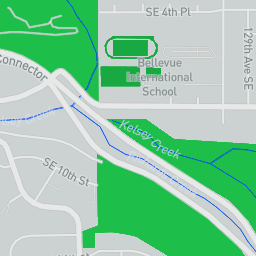 SE 4th Pl
129th Ave SE
Connector
Bellevue
International
School
Kelsey Creek
SE 10th St